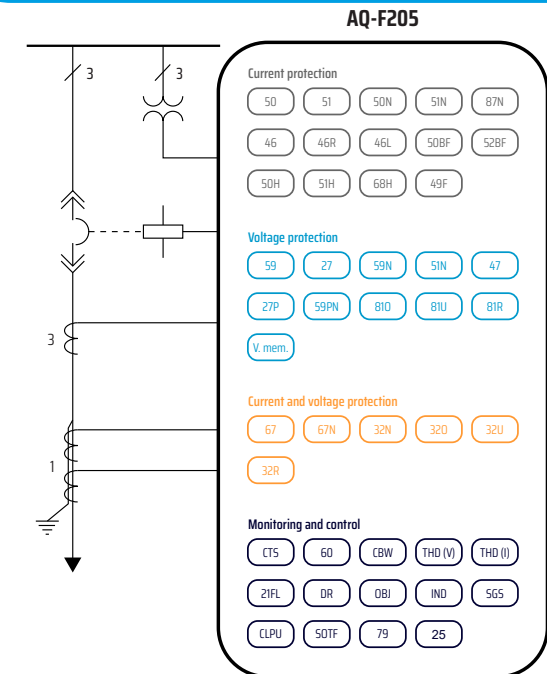 AQ-F205
3 3
Current protection
50 51 50N 51N 87N
46 46R 46L 50BF 52BF
50H 51H 68H 49F
Voltage protection
59 27 59N 51N 47
27P 59PN 81O 81U 81R
V. mem.
3
Current and voltage protection
67 67N 32N 32O 32U
1
32R
Monitoring and control
CTS 60 CBW THD (V) THD (I)
21FL DR OBJ IND SGS
CLPU SOTF 79 25